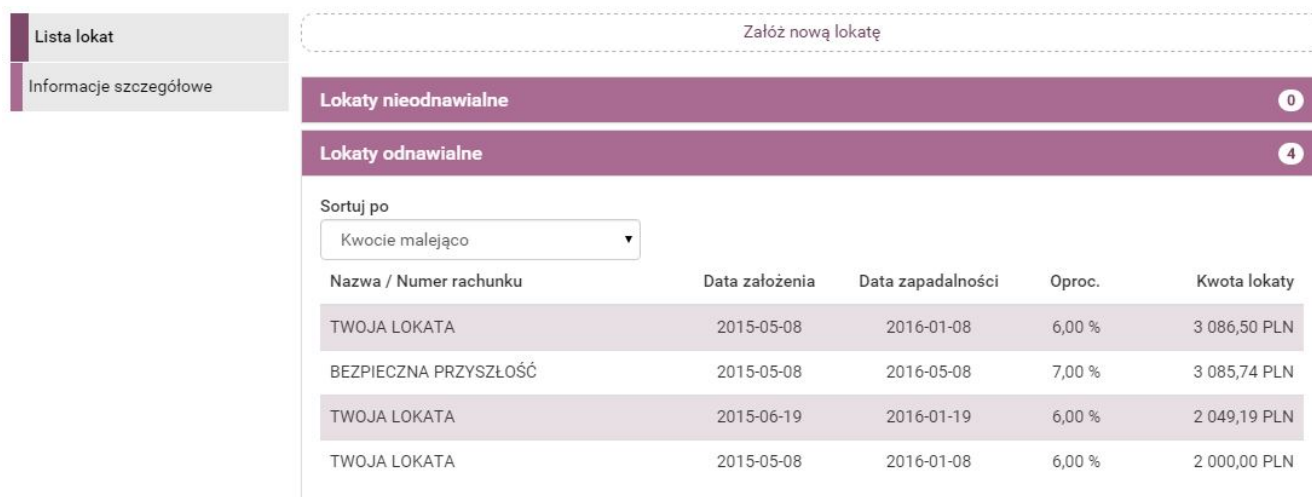 Lista lokat
Informacje szczegółowe
Załóż nową lokatę
Lokaty nieodnawialne 0
Lokaty odnawialne 4
Sortuj po
Kwocie malejąco
Nazwa / Numer rachunku Data założenia Data zapadalności Oproc. Kwota lokaty
TWOJA LOKATA 2015-05-08 2016-01-08 6,00 % 3 086,50 PLN
BEZPIECZNA PRZYSZŁOŚĆ 2015-05-08 2016-05-08 7,00 % 3 085,74 PLN
TWOJA LOKATA 2015-06-19 2016-01-19 6,00 % 2 049,19 PLN
TWOJA LOKATA 2015-05-08 2016-01-08 6,00 % 2 000,00 PLN